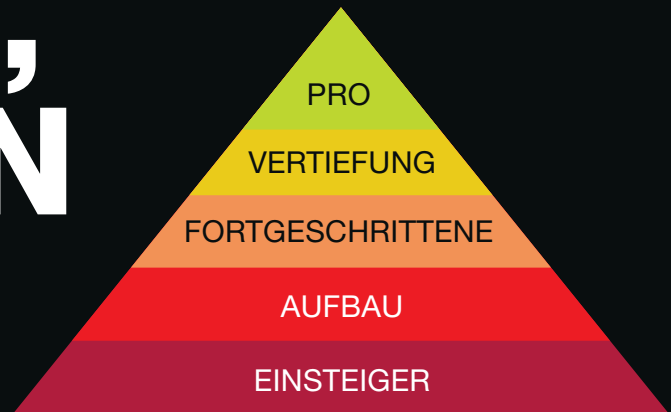 PRO
VERTIEFUNG
FORTGESCHRITTENE
AUFBAU
EINSTEIGER